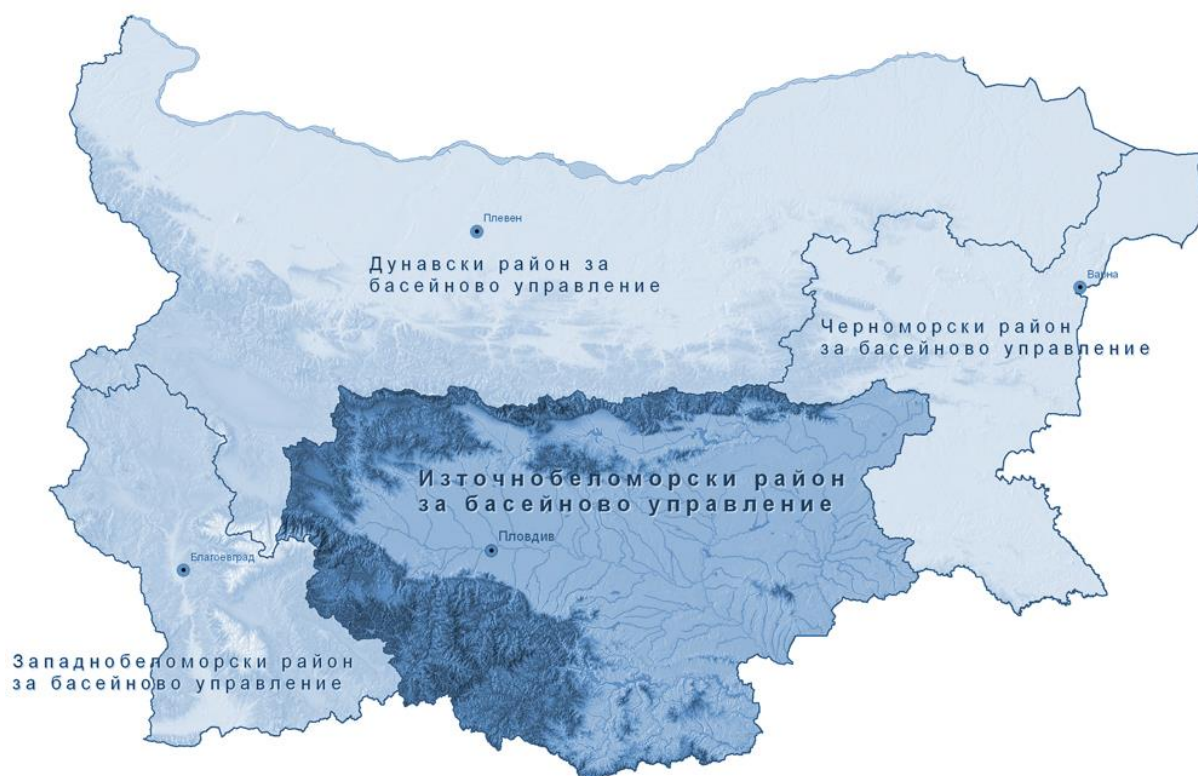 Плевен
Дунавски район за
басейново управление
Варна
Черноморски район
за басейново управление
Източнобеломорски район
за басейново управление
Пловдив
Благоевград
Западнобеломорски район
за басейново управление